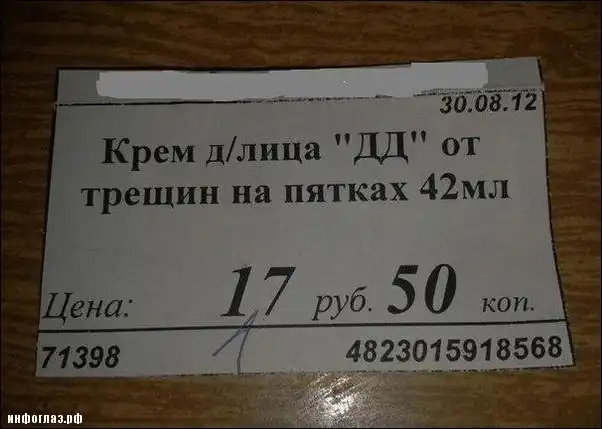 30.08.12
Крем д/лица "ДД" от
трещин на пятках 42мл
Цена: 17 руб. 50 коп.
71398 4823015918568
инфоглаз.рф